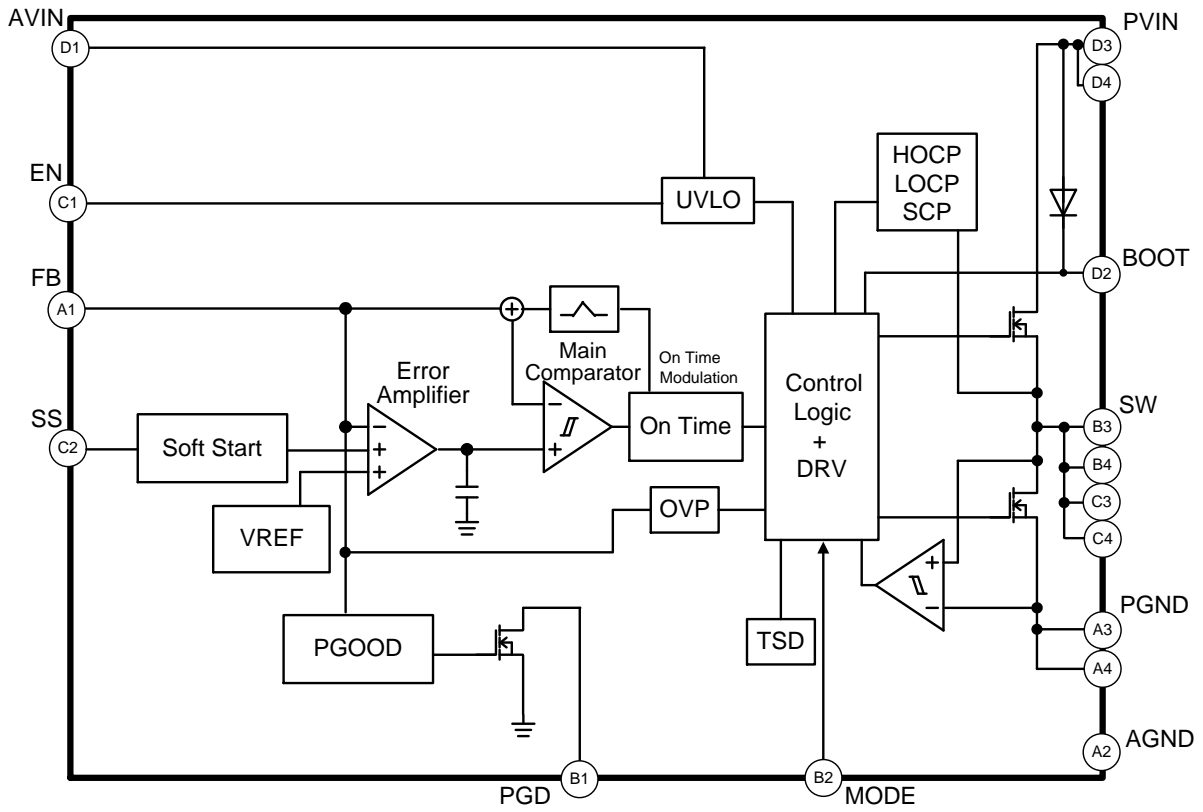 AVIN
PVIN
D1
D3
D4
HOCP
LOCP
SCP
EN
UVLO
C1
BOOT
D2
FB
A1
+
Main
Comparator
On Time
Modulation
Error
Amplifier
Control
Logic
+
DRV
SW
B3
B4
C3
C4
SS
C2
Soft Start
−
+
+
−
+
On Time
VREF
OVP
+
−
PGND
A3
A4
PGOOD
TSD
A2
AGND
B1
PGD
B2
MODE